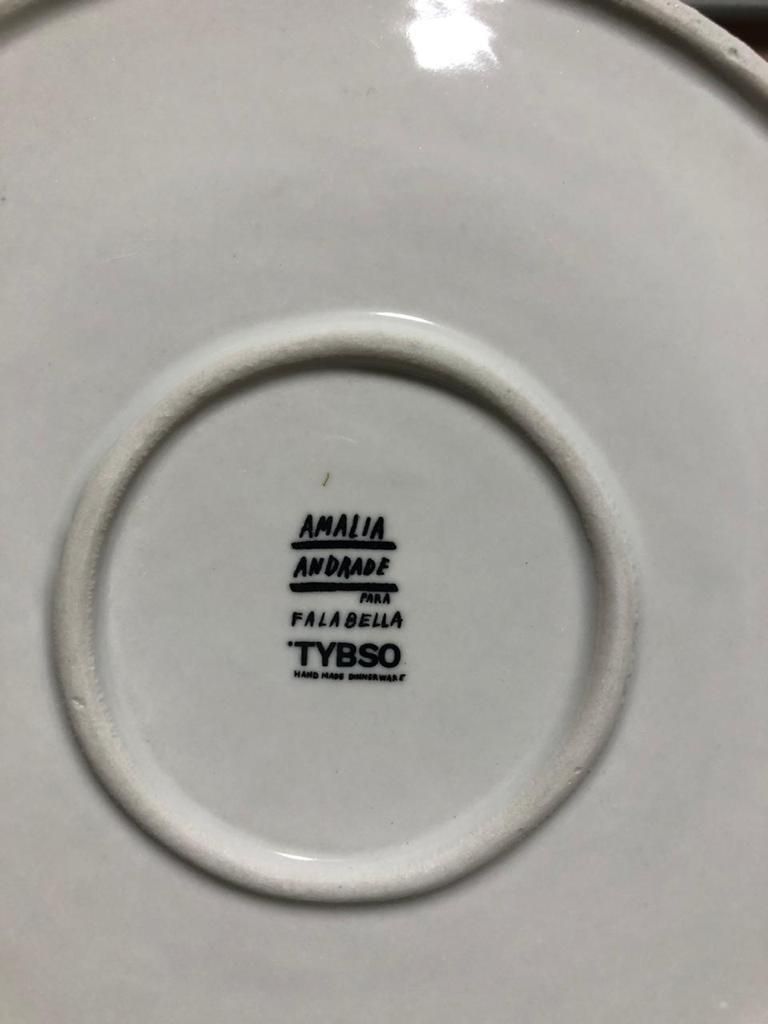 AMALIA
ANDRADE
PARA
FALABELLA
TYBSO
HAND MADE DINNERWARE